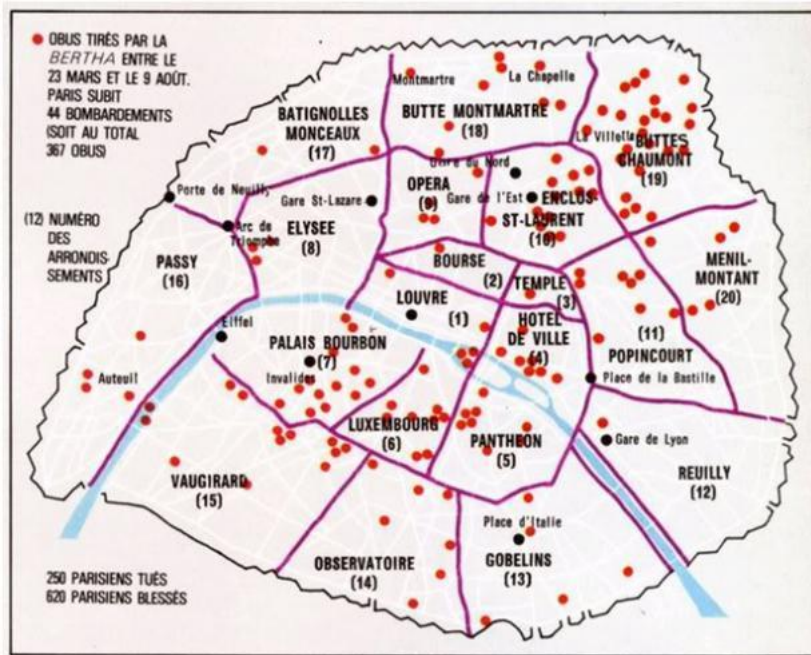 OBUS TIRÉS PAR LA
BERTHA ENTRE LE
23 MARS ET LE 9 AOÛT.
PARIS SUBIT
44 BOMBARDEMENTS
(SOIT AU TOTAL
367 OBUS)
(12) NUMÉRO
DES
ARRONDIS-
SEMENTS
Montmartre
La Chapelle
BUTTE MONTMARTRE
(18)
BATIGNOLLES
MONCEAUX
(17)
La Villette
BUTTES
CHAUMONT
(19)
Porte de Neuilly
Gare St-Lazare
OPERA
(9)
Gare du Nord
Gare de l'Est
ENCLOS-
ST-LAURENT
(10)
Arc de
Triomphe
ELYSEE
(8)
PASSY
(16)
BOURSE
(2)
TEMPLE
(3)
MENIL-
MONTANT
(20)
LOUVRE
(1)
HOTEL
DE VILLE
(4)
(11)
POPINCOURT
Eiffel
PALAIS BOURBON
(7)
Invalides
Place de la Bastille
Auteuil
LUXEMBOURG
(6)
PANTHEON
(5)
Gare de Lyon
REUILLY
(12)
VAUGIRARD
(15)
Place d'Italie
GOBELINS
(13)
OBSERVATOIRE
(14)
250 PARISIENS TUÉS
620 PARISIENS BLESSÉS